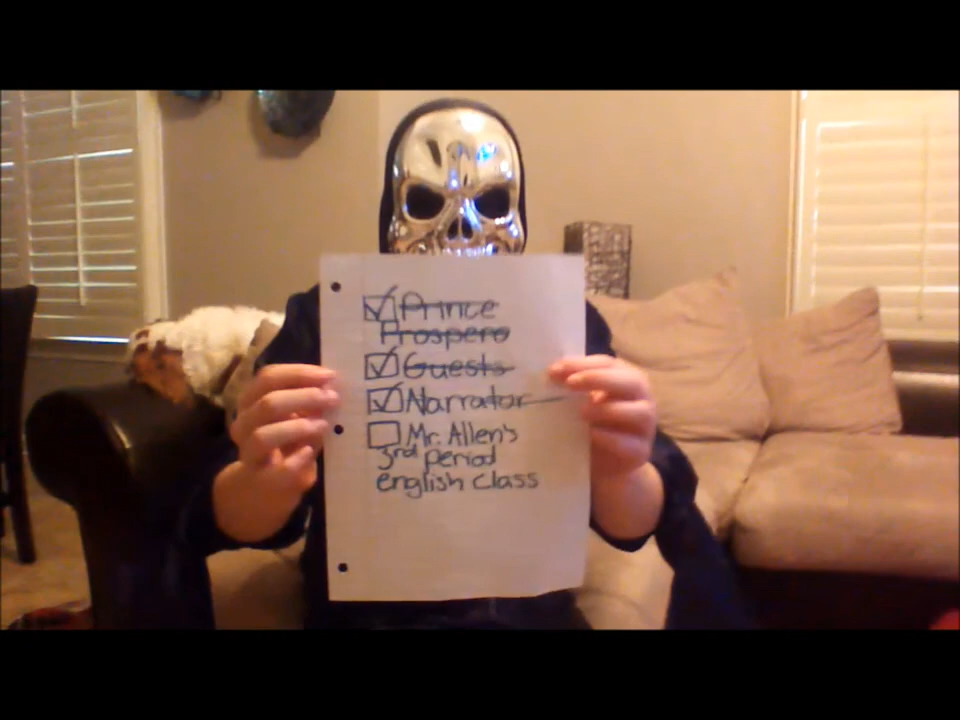 Prince
Prospero
Guests
Narrator
Mr. Allen's
3rd period
english class